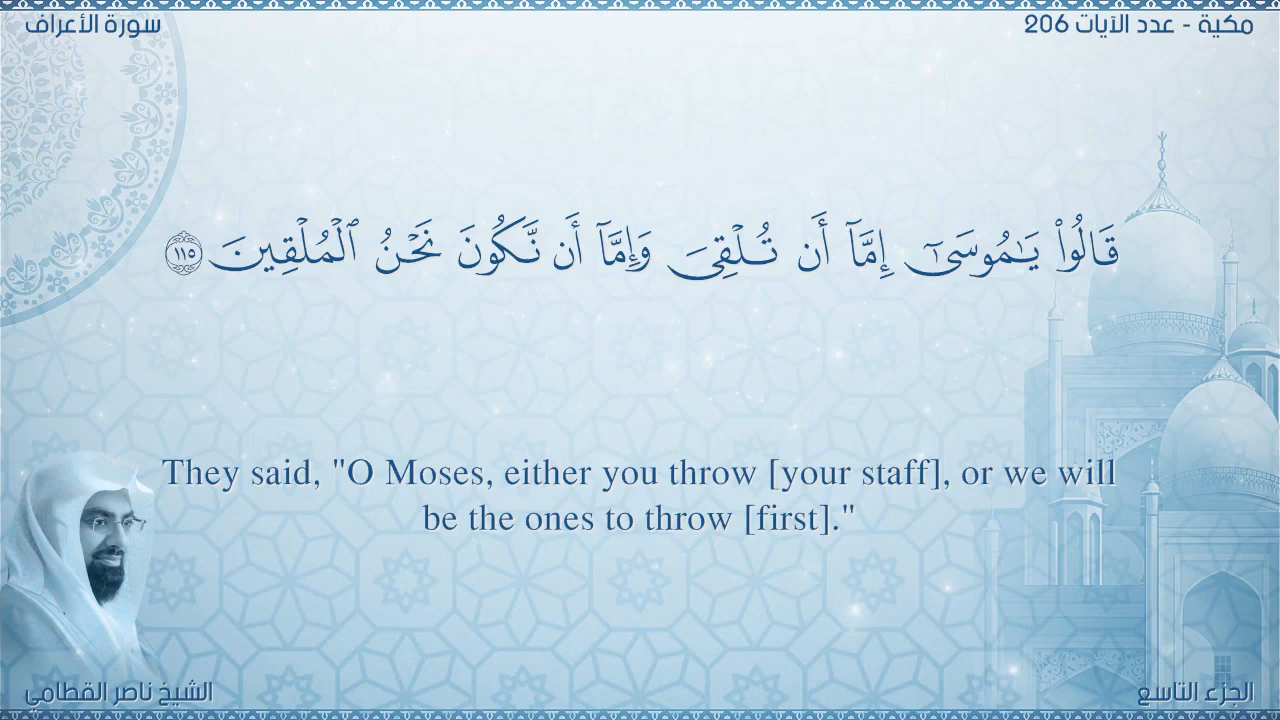 مكية - عدد الآيات 206
سورة الأعراف
قَالُوا۟ يَـٰمُوسَىٰٓ إِمَّآ أَن تُلْقِىَ وَإِمَّآ أَن نَّكُونَ نَحْنُ ٱلْمُلْقِينَ ١١٥
They said, "O Moses, either you throw [your staff], or we will
be the ones to throw [first]."
الجزء التاسع
الشيخ ناصر القطامي